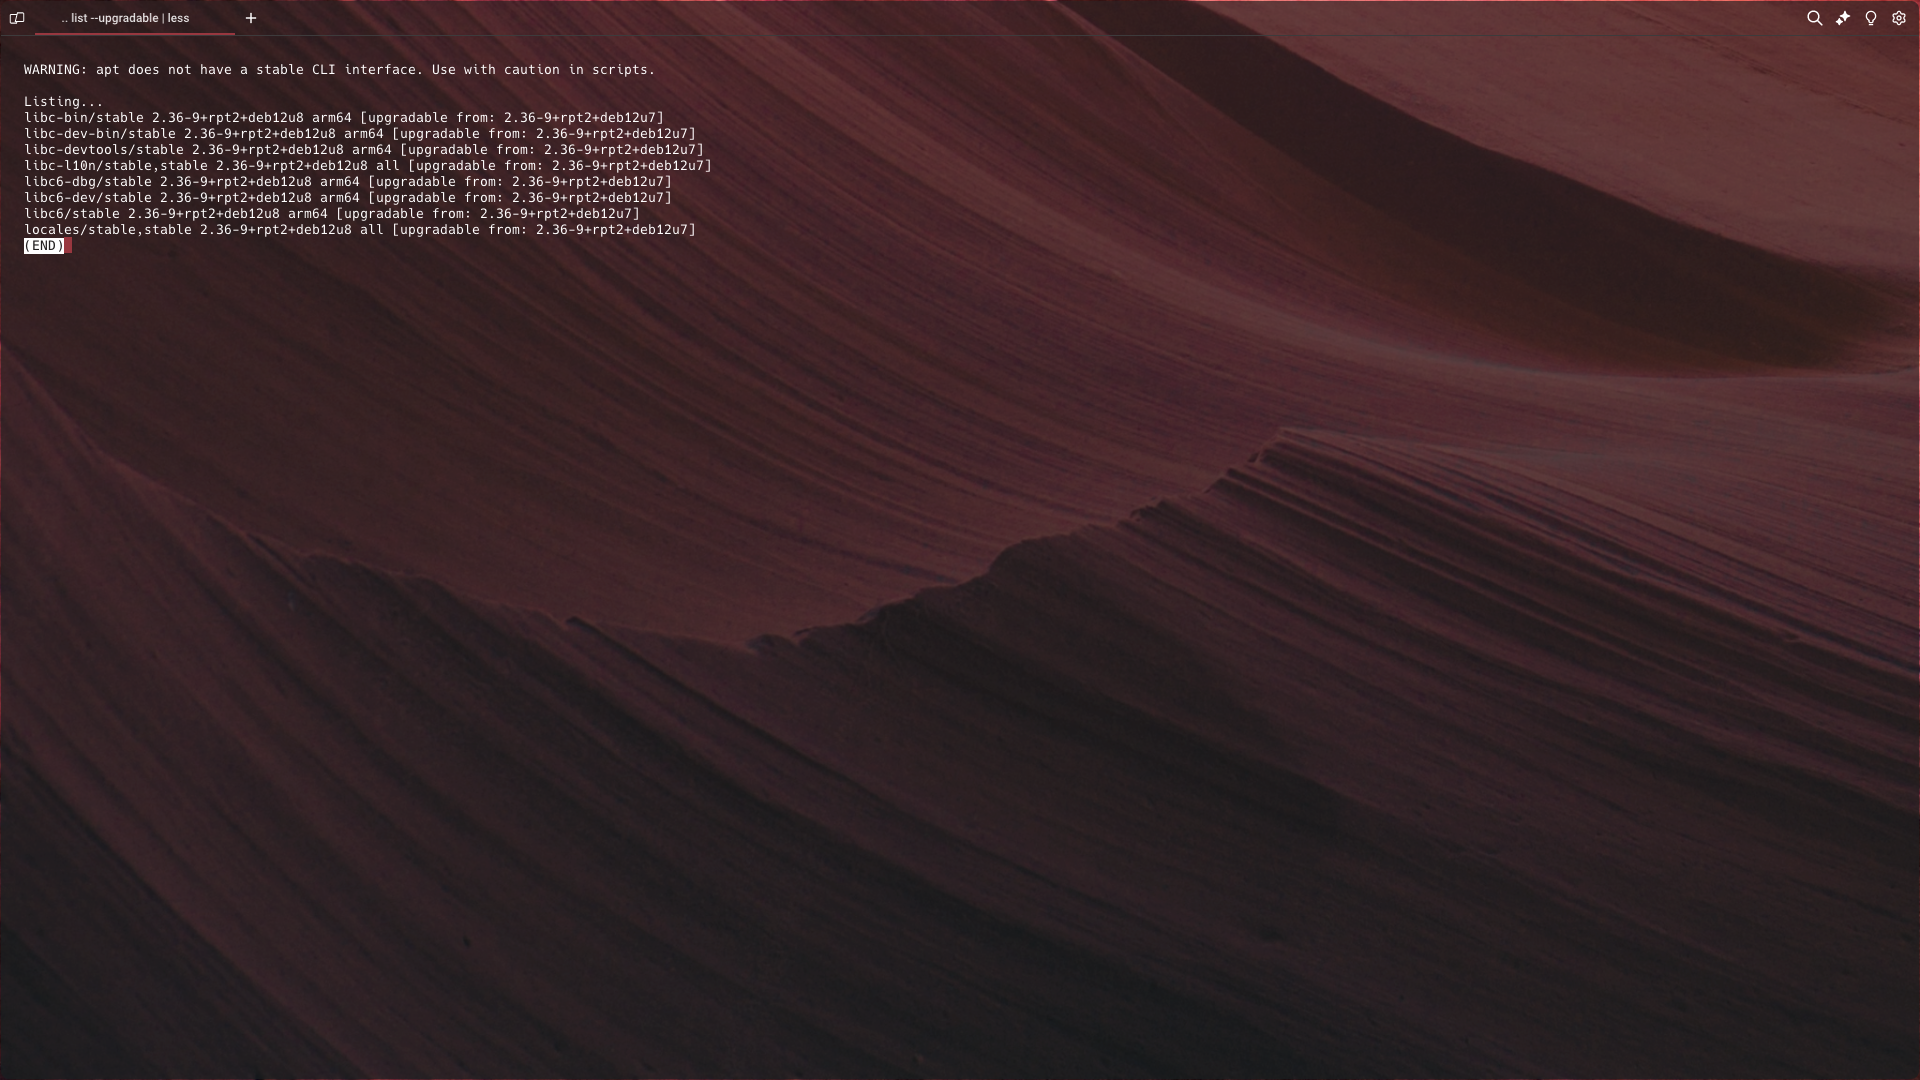 .. list --upgradable | less
WARNING: apt does not have a stable CLI interface. Use with caution in scripts.
Listing...
libc-bin/stable 2.36-9+rpt2+deb12u8 arm64 [upgradable from: 2.36-9+rpt2+deb12u7]
libc-dev-bin/stable 2.36-9+rpt2+deb12u8 arm64 [upgradable from: 2.36-9+rpt2+deb12u7]
libc-devtools/stable 2.36-9+rpt2+deb12u8 arm64 [upgradable from: 2.36-9+rpt2+deb12u7]
libc-l10n/stable,stable 2.36-9+rpt2+deb12u8 all [upgradable from: 2.36-9+rpt2+deb12u7]
libc6-dbg/stable 2.36-9+rpt2+deb12u8 arm64 [upgradable from: 2.36-9+rpt2+deb12u7]
libc6-dev/stable 2.36-9+rpt2+deb12u8 arm64 [upgradable from: 2.36-9+rpt2+deb12u7]
libc6/stable 2.36-9+rpt2+deb12u8 arm64 [upgradable from: 2.36-9+rpt2+deb12u7]
locales/stable,stable 2.36-9+rpt2+deb12u8 all [upgradable from: 2.36-9+rpt2+deb12u7]
(END)